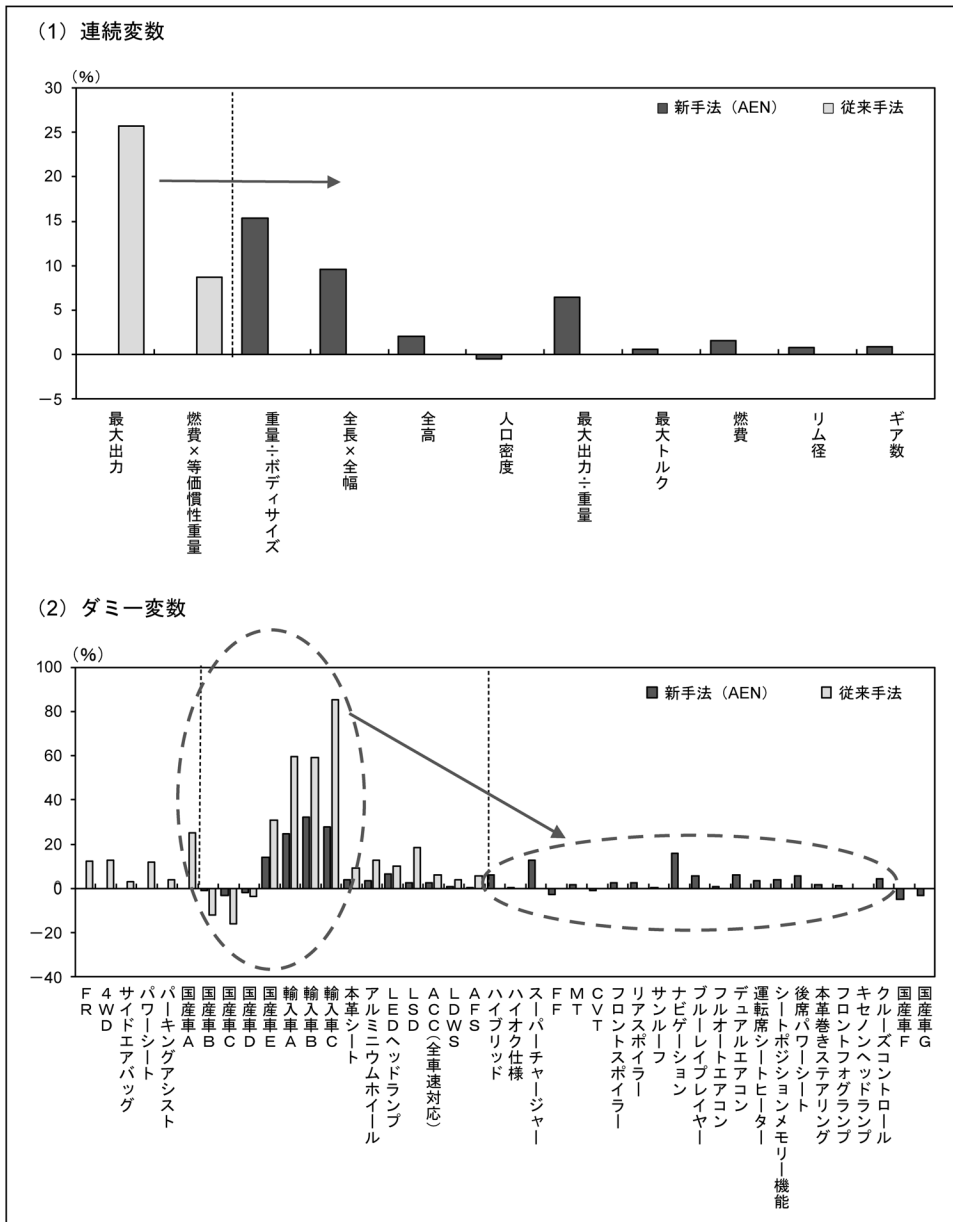 （1）連続変数
（%）
30
25
20
15
10
5
0
−5
新手法（AEN）
従来手法
最大出力
燃費×等価慣性重量
重量÷ボディサイズ
全長×全幅
全高
人口密度
最大出力÷重量
最大トルク
燃費
リム径
ギア数
（2）ダミー変数
（%）
100
80
60
40
20
0
−20
−40
新手法（AEN）
従来手法
ＦＲ
４ＷＤ
サイドエアバッグ
パワーシート
パーキングアシスト
国産車Ａ
国産車Ｂ
国産車Ｃ
国産車Ｄ
国産車Ｅ
輸入車Ａ
輸入車Ｂ
輸入車Ｃ
本革シート
アルミニウムホイール
ＬＥＤヘッドランプ
ＬＳＤ
ＡＣＣ（全車速対応）
ＬＤＷＳ
ＡＦＳ
ハイブリッド
ハイオク仕様
スーパーチャージャー
ＦＦ
ＭＴ
ＣＶＴ
フロントスポイラー
リアスポイラー
サンルーフ
ナビゲーション
ブルーレイプレイヤー
フルオートエアコン
デュアルエアコン
運転席シートヒーター
シートポジションメモリー機能
後席パワーシート
本革巻きステアリング
フロントフォグランプ
キセノンヘッドランプ
クルーズコントロール
国産車Ｆ
国産車Ｇ